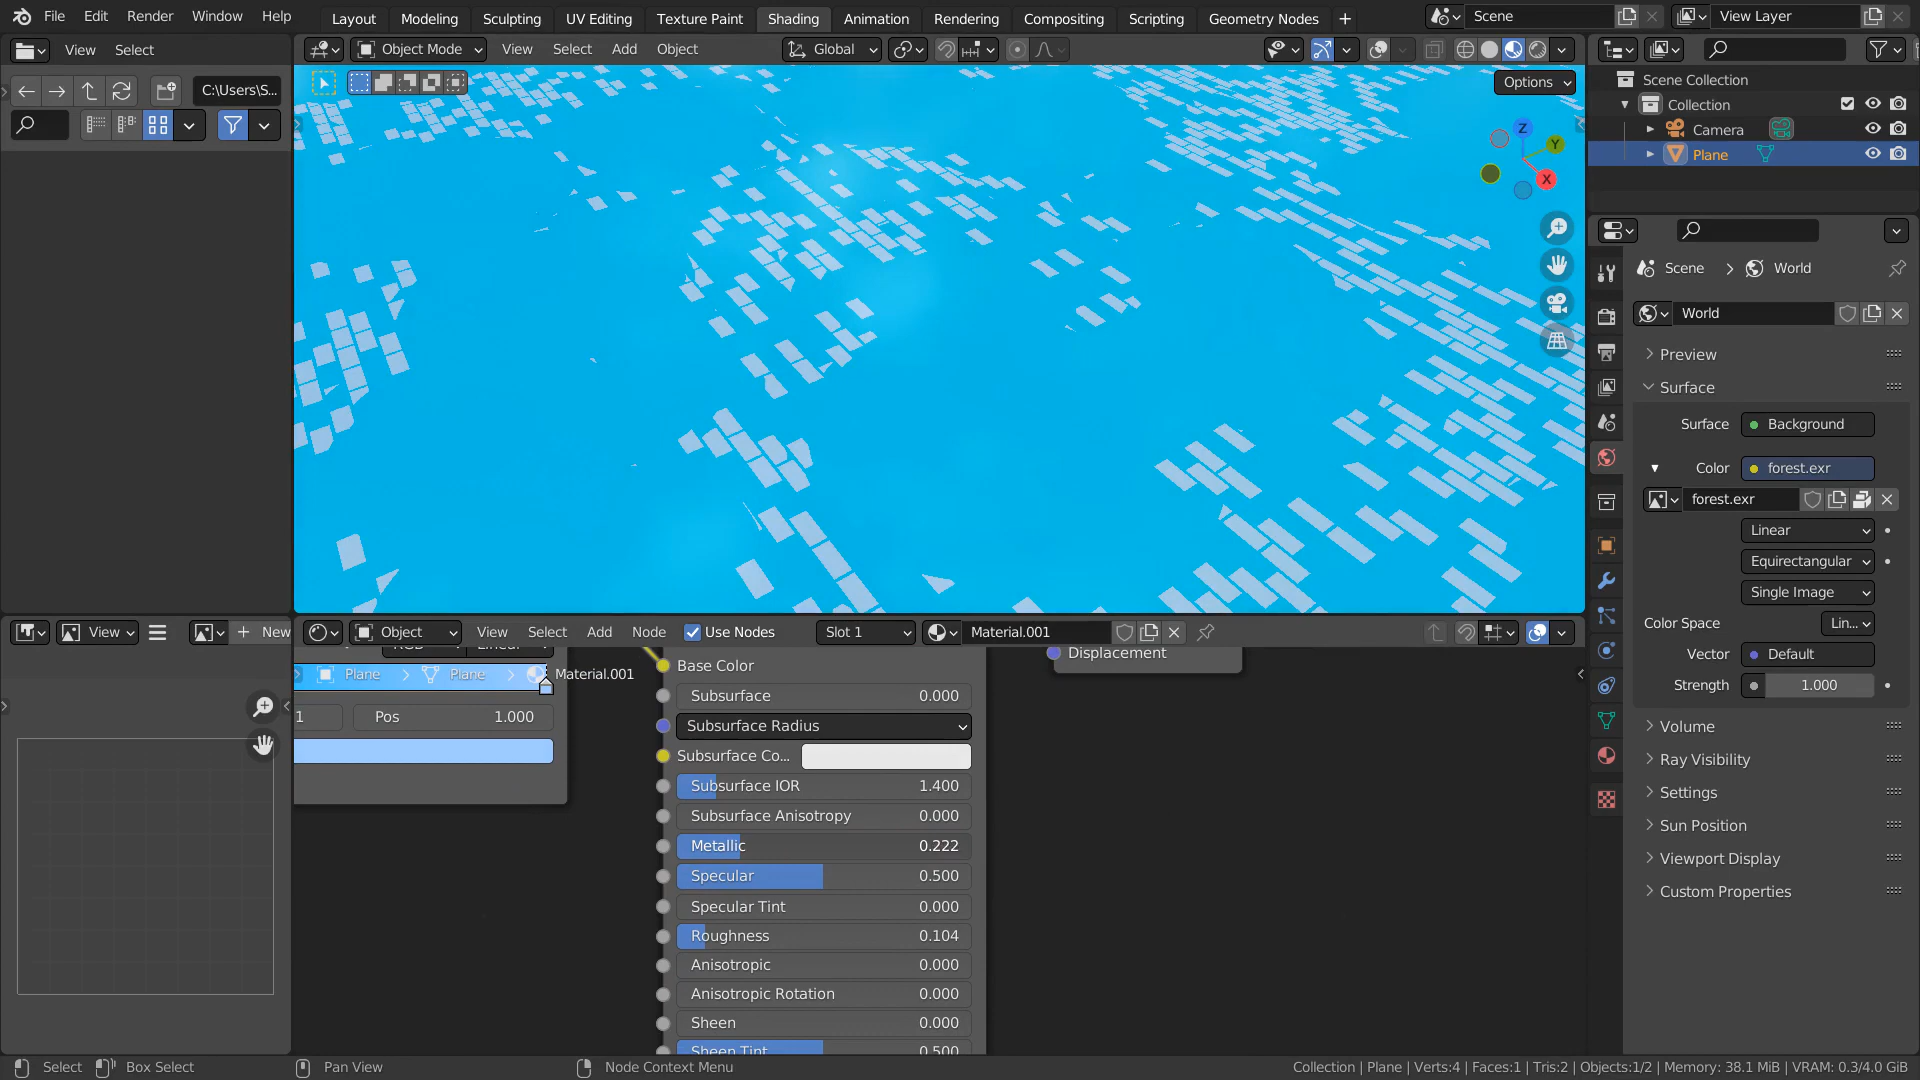 File Edit Render Window Help Layout Modeling Sculpting UV Editing Texture Paint Shading Animation Rendering Compositing Scripting Geometry Nodes + Scene View Layer
View Select
C:\Users\S...
Object Mode View Select Add Object Global
Options
Z
Y
X
Scene Collection
Collection
Camera
Plane
Scene > World
World
Preview
Surface
Surface Background
Color forest.exr
forest.exr
Linear
Equirectangular
Single Image
Color Space Lin...
Vector Default
Strength 1.000
Volume
Ray Visibility
Settings
Sun Position
Viewport Display
Custom Properties
View + New
Object View Select Add Node Use Nodes Slot 1 Material.001
Plane > Plane > Material.001
1 Pos 1.000
Displacement
Base Color
Subsurface 0.000
Subsurface Radius
Subsurface Co...
Subsurface IOR 1.400
Subsurface Anisotropy 0.000
Metallic 0.222
Specular 0.500
Specular Tint 0.000
Roughness 0.104
Anisotropic 0.000
Anisotropic Rotation 0.000
Sheen 0.000
Sheen Tint 0.500
Select Box Select Pan View Node Context Menu Collection | Plane | Verts:4 | Faces:1 | Tris:2 | Objects:1/2 | Memory: 38.1 MiB | VRAM: 0.3/4.0 GiB